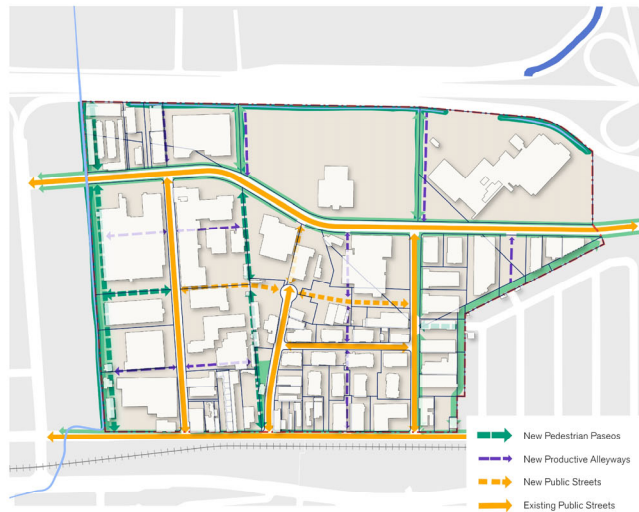 New Pedestrian Paseos
New Productive Alleyways
New Public Streets
Existing Public Streets